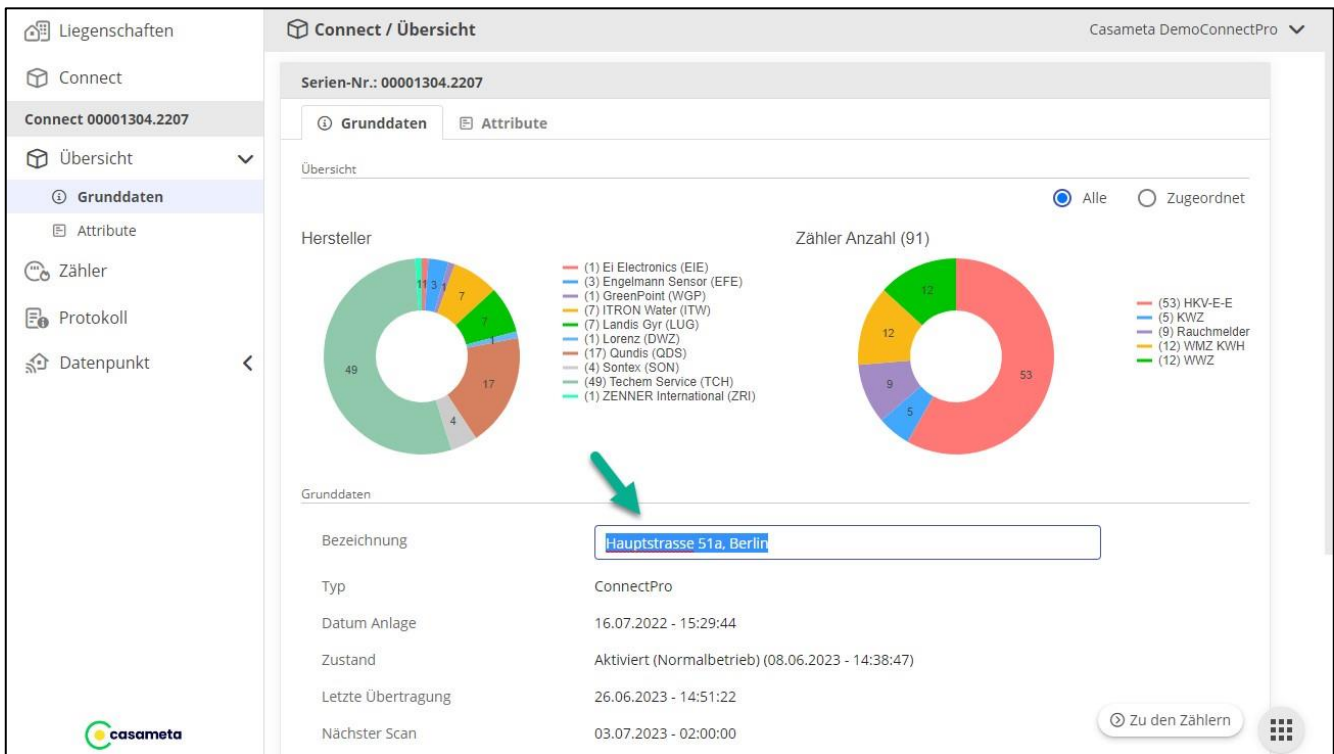 Liegenschaften
Connect
Connect 00001304.2207
Übersicht
Grunddaten
Attribute
Zähler
Protokoll
Datenpunkt
casameta
Connect / Übersicht
Casameta DemoConnectPro
Serien-Nr.: 00001304.2207
Grunddaten
Attribute
Übersicht
Alle
Zugeordnet
Hersteller
1 1 3 1 7
7
1
17
4
49
(1) Ei Electronics (EIE)
(3) Engelmann Sensor (EFE)
(1) GreenPoint (WGP)
(7) ITRON Water (ITW)
(7) Landis Gyr (LUG)
(1) Lorenz (DWZ)
(17) Qundis (QDS)
(4) Sontex (SON)
(49) Techem Service (TCH)
(1) ZENNER International (ZRI)
Zähler Anzahl (91)
12
12
9
5
53
(53) HKV-E-E
(5) KWZ
(9) Rauchmelder
(12) WMZ KWH
(12) WWZ
Grunddaten
Bezeichnung Hauptstrasse 51a, Berlin
Typ ConnectPro
Datum Anlage 16.07.2022 - 15:29:44
Zustand Aktiviert (Normalbetrieb) (08.06.2023 - 14:38:47)
Letzte Übertragung 26.06.2023 - 14:51:22
Nächster Scan 03.07.2023 - 02:00:00
Zu den Zählern